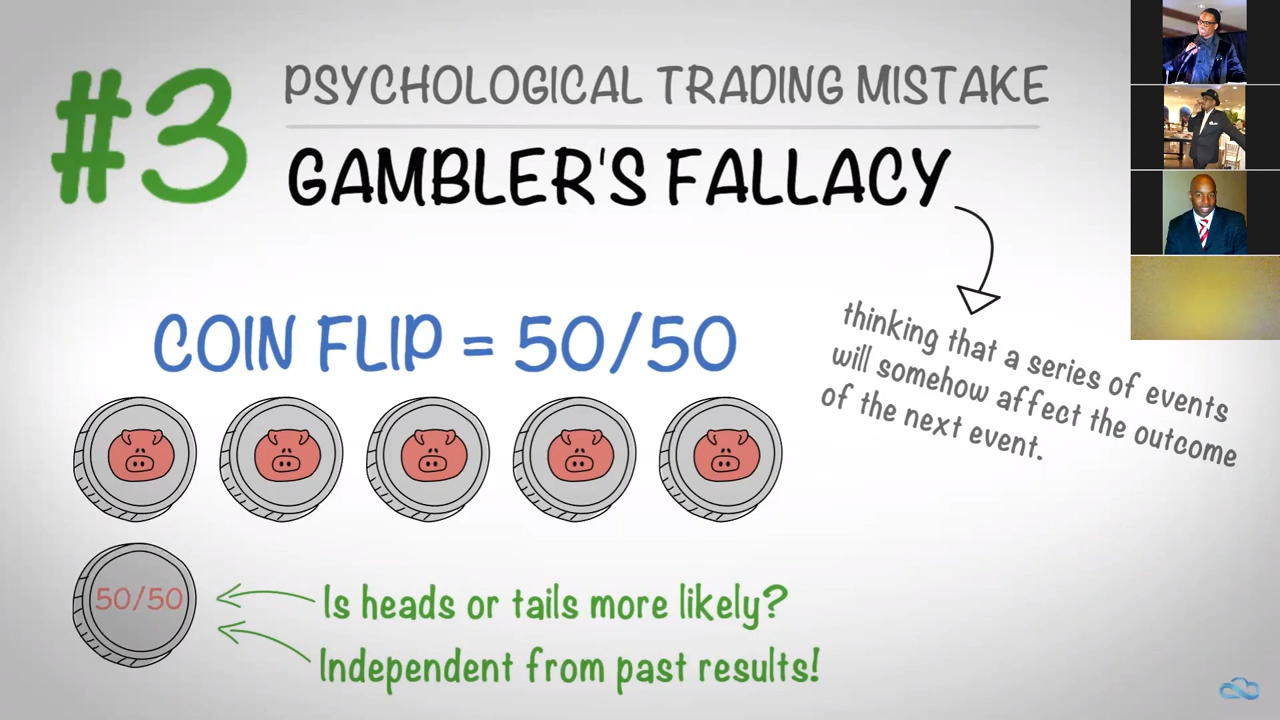 #3
PSYCHOLOGICAL TRADING MISTAKE
GAMBLER'S FALLACY
thinking that a series of events
will somehow affect the outcome
of the next event.
COIN FLIP = 50/50
50/50
Is heads or tails more likely?
Independent from past results!